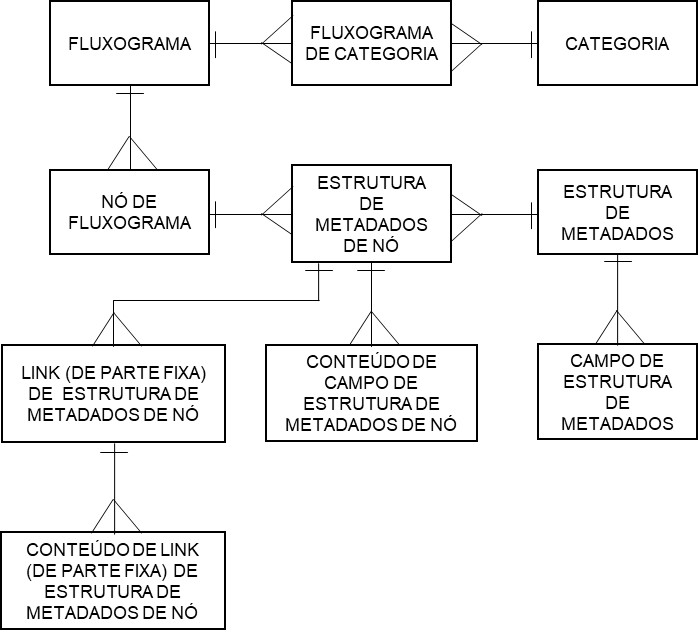 FLUXOGRAMA
FLUXOGRAMA
DE CATEGORIA
CATEGORIA
NÓ DE
FLUXOGRAMA
ESTRUTURA
DE
METADADOS
DE NÓ
ESTRUTURA
DE
METADADOS
LINK (DE PARTE FIXA)
DE ESTRUTURA DE
METADADOS DE NÓ
CONTEÚDO DE
CAMPO DE
ESTRUTURA DE
METADADOS DE NÓ
CAMPO DE
ESTRUTURA
DE
METADADOS
CONTEÚDO DE LINK
(DE PARTE FIXA) DE
ESTRUTURA DE
METADADOS DE NÓ